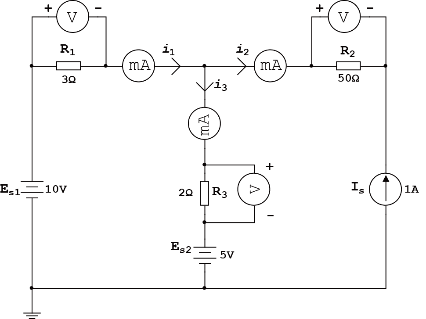 + V − + V −
R1 i1 i2 R2
mA mA
3Ω 50Ω
i3
mA
+
2Ω R3 V Is 1A
Es1 10V
−
Es2 5V